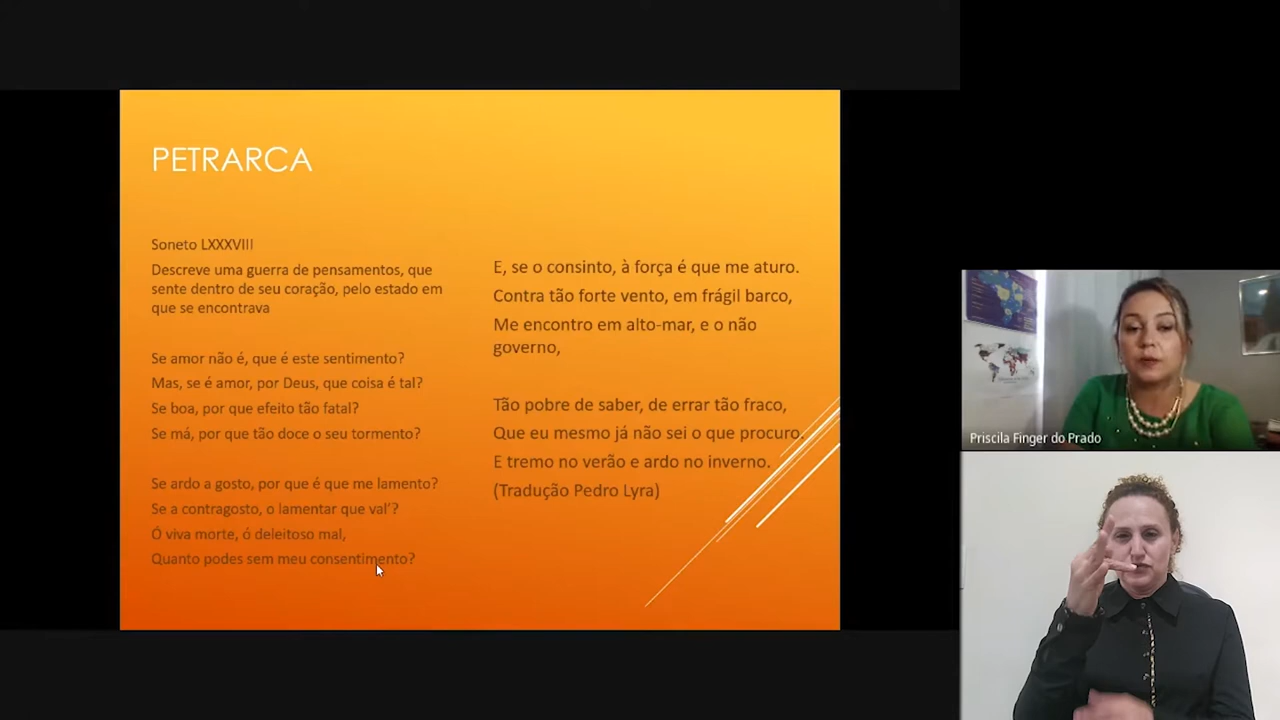 PETRARCA
Soneto LXXXVIII
Descreve uma guerra de pensamentos, que
sente dentro de seu coração, pelo estado em
que se encontrava
Se amor não é, que é este sentimento?
Mas, se é amor, por Deus, que coisa é tal?
Se boa, por que efeito tão fatal?
Se má, por que tão doce o seu tormento?
Se ardo a gosto, por que é que me lamento?
Se a contragosto, o lamentar que val'?
Ó viva morte, ó deleitoso mal,
Quanto podes sem meu consentimento?
E, se o consinto, à força é que me aturo.
Contra tão forte vento, em frágil barco,
Me encontro em alto-mar, e o não
governo,
Tão pobre de saber, de errar tão fraco,
Que eu mesmo já não sei o que procuro.
E tremo no verão e ardo no inverno.
(Tradução Pedro Lyra)
Priscila Finger do Prado